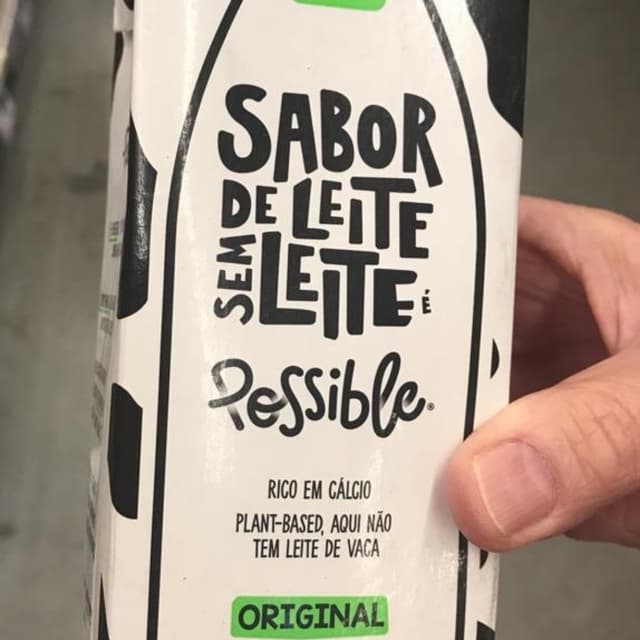 SABOR
DE LEITE
SEM LEITE É
Possible®
RICO EM CÁLCIO
PLANT-BASED, AQUI NÃO
TEM LEITE DE VACA
ORIGINAL